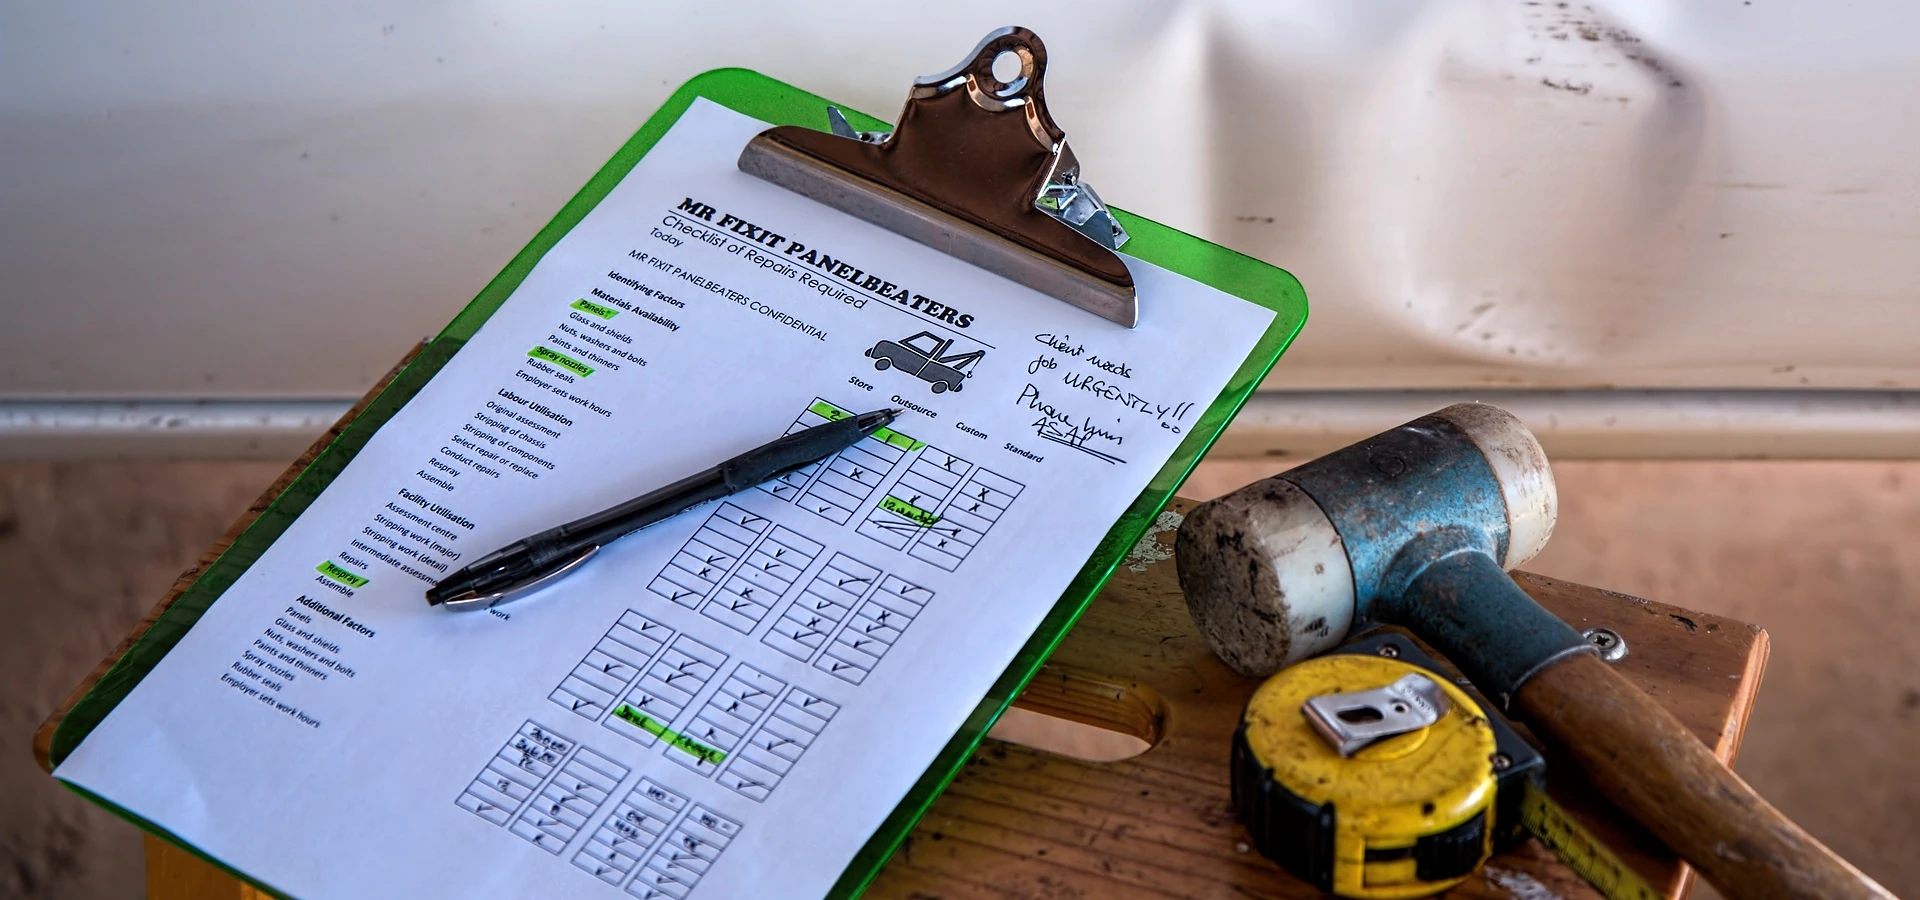 MR FIXIT PANELBEATERS
Checklist of Repairs Required
Today
MR FIXIT PANELBEATERS CONFIDENTIAL
Client needs
job URGENTLY!!
Phone
ASAP
Store Outsource Custom Standard
Identifying Factors
Materials Availability
Panels*
Glass and shields
Nuts, washers and bolts
Paints and thinners
Spray nozzles
Rubber seals
Employer sets work hours
Labour Utilisation
Original assessment
Stripping of chassis
Stripping of components
Select repair or replace
Conduct repairs
Respray
Assemble
Facility Utilisation
Assessment centre
Stripping work (major)
Stripping work (detail)
Intermediate assessm
work
Repairs
Respray
Assemble
Additional Factors
Panels
Glass and shields
Nuts, washers and bolts
Paints and thinners
Spray nozzles
Rubber seals
Employer sets work hours